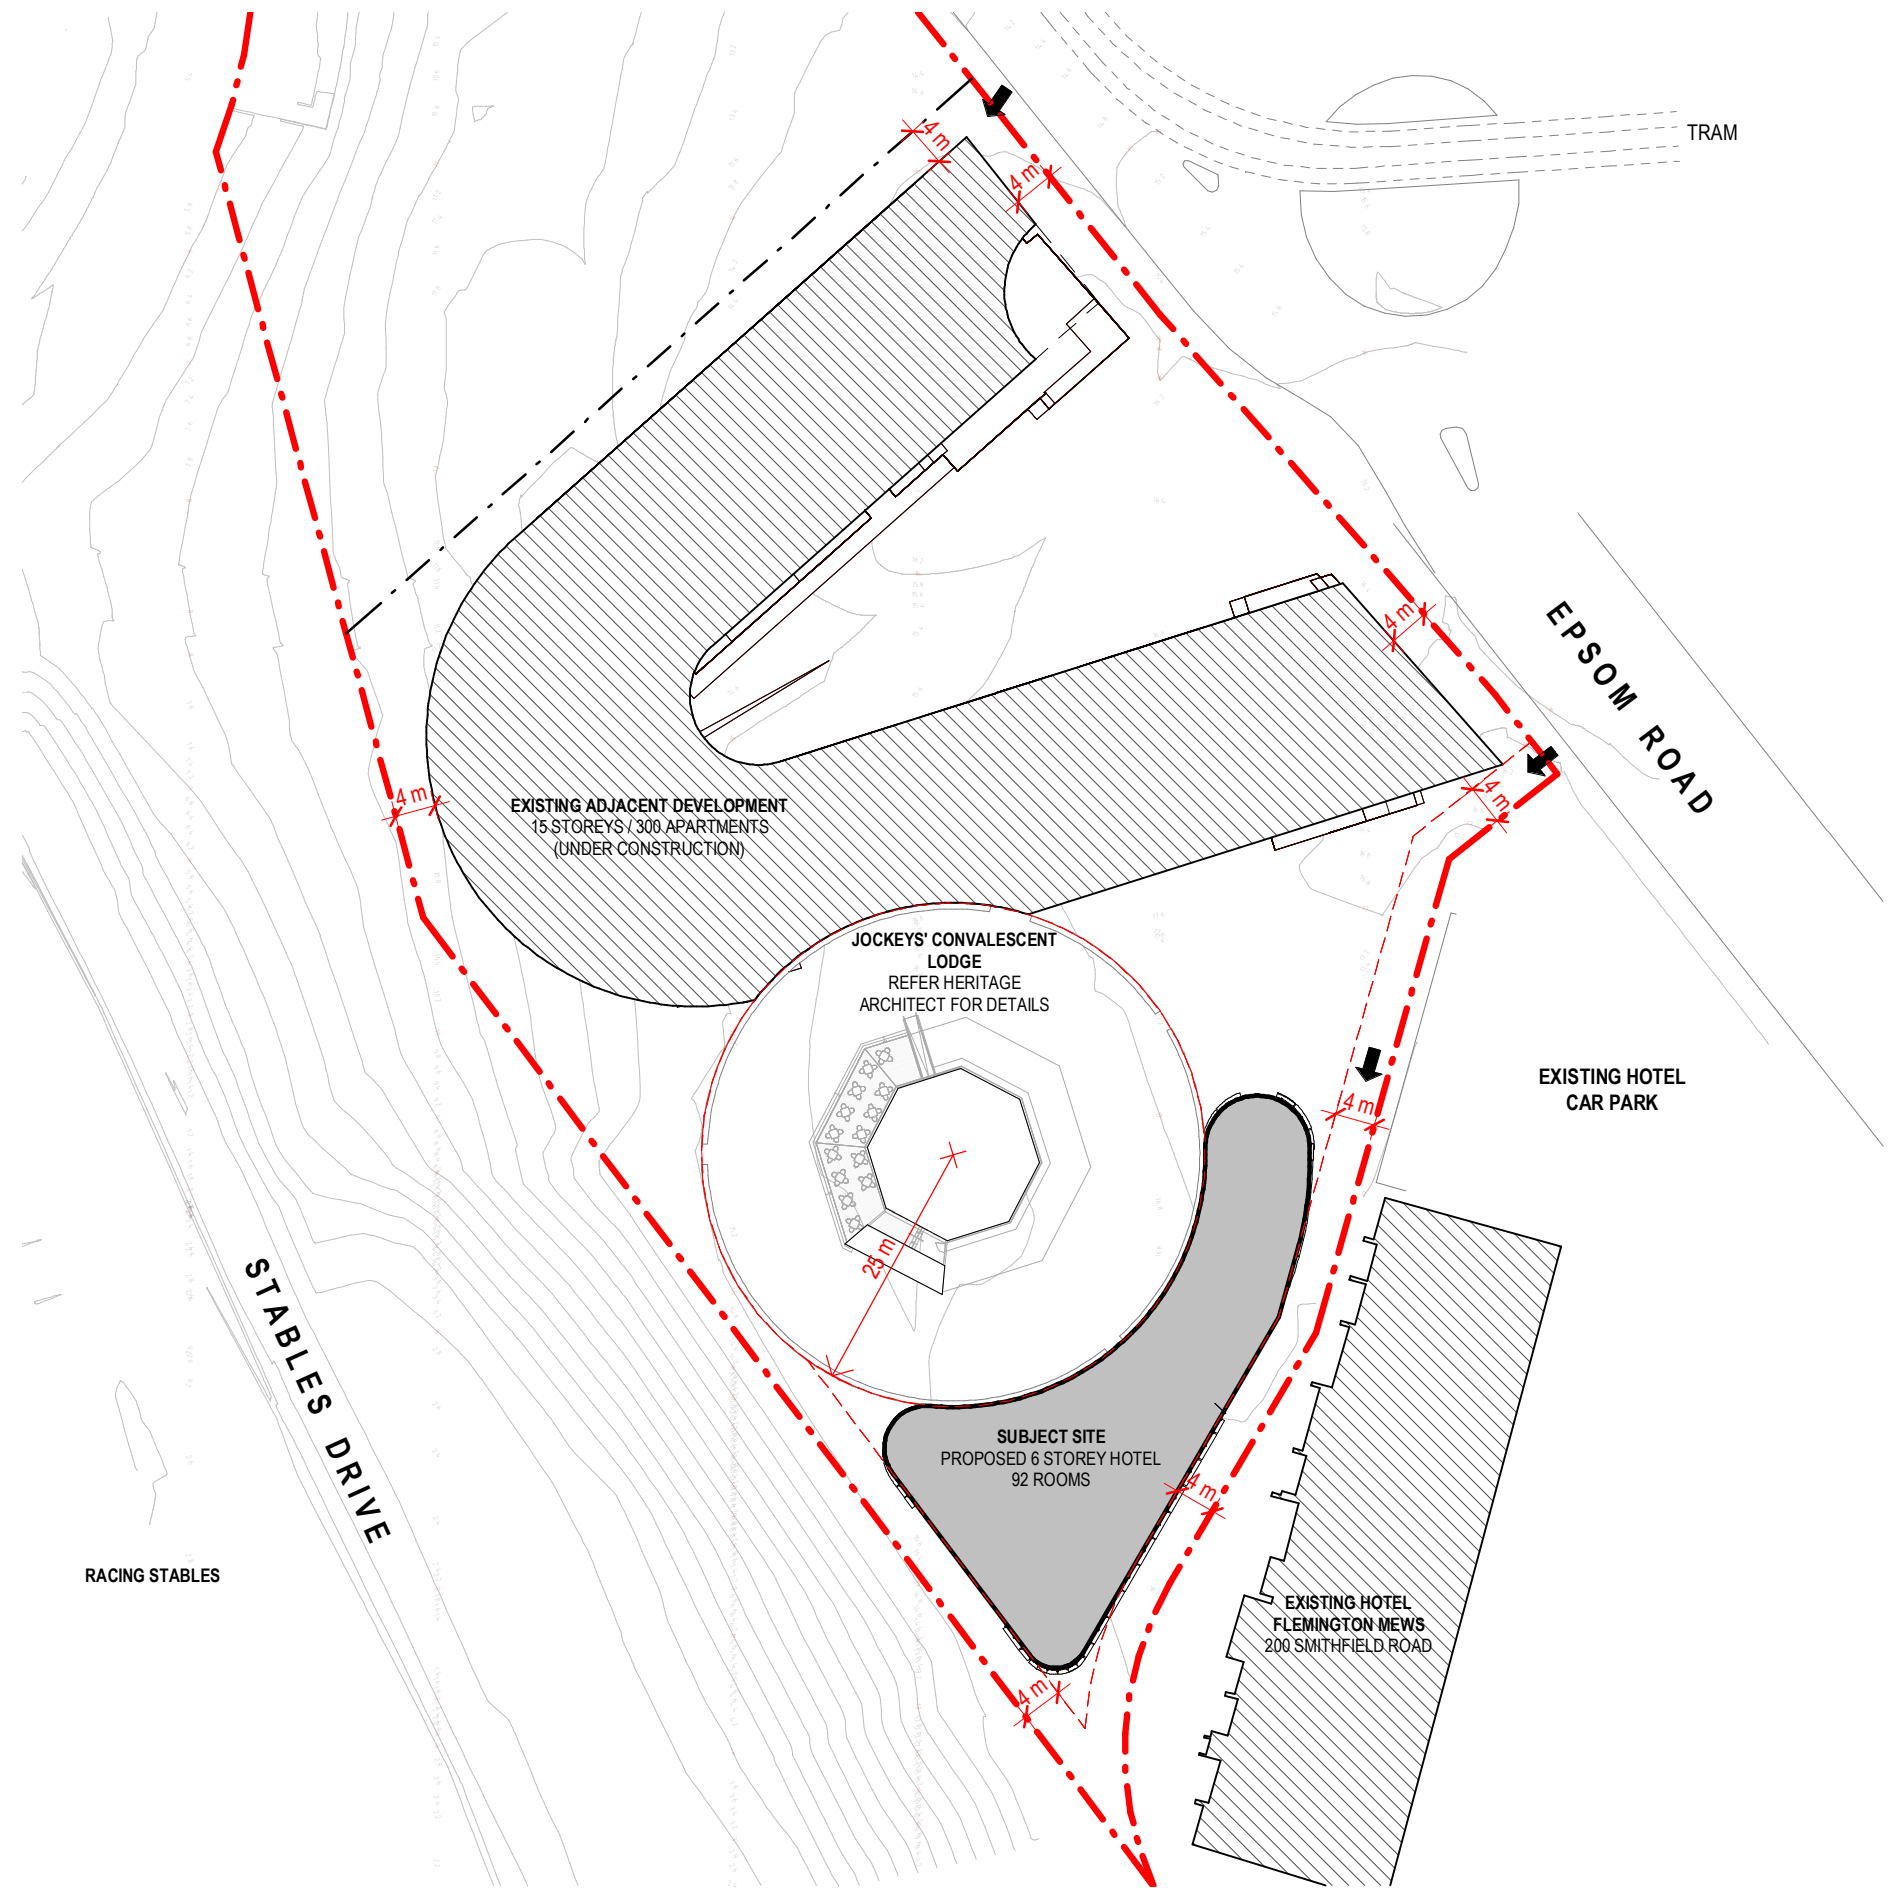 TRAM
4 m
4 m
4 m
EPSOM ROAD
4 m
4 m
EXISTING ADJACENT DEVELOPMENT
15 STOREYS / 300 APARTMENTS
(UNDER CONSTRUCTION)
JOCKEYS' CONVALESCENT
LODGE
REFER HERITAGE
ARCHITECT FOR DETAILS
EXISTING HOTEL
CAR PARK
4 m
25 m
STABLES DRIVE
SUBJECT SITE
PROPOSED 6 STOREY HOTEL
92 ROOMS
4 m
RACING STABLES
EXISTING HOTEL
FLEMINGTON MEWS
200 SMITHFIELD ROAD
4 m